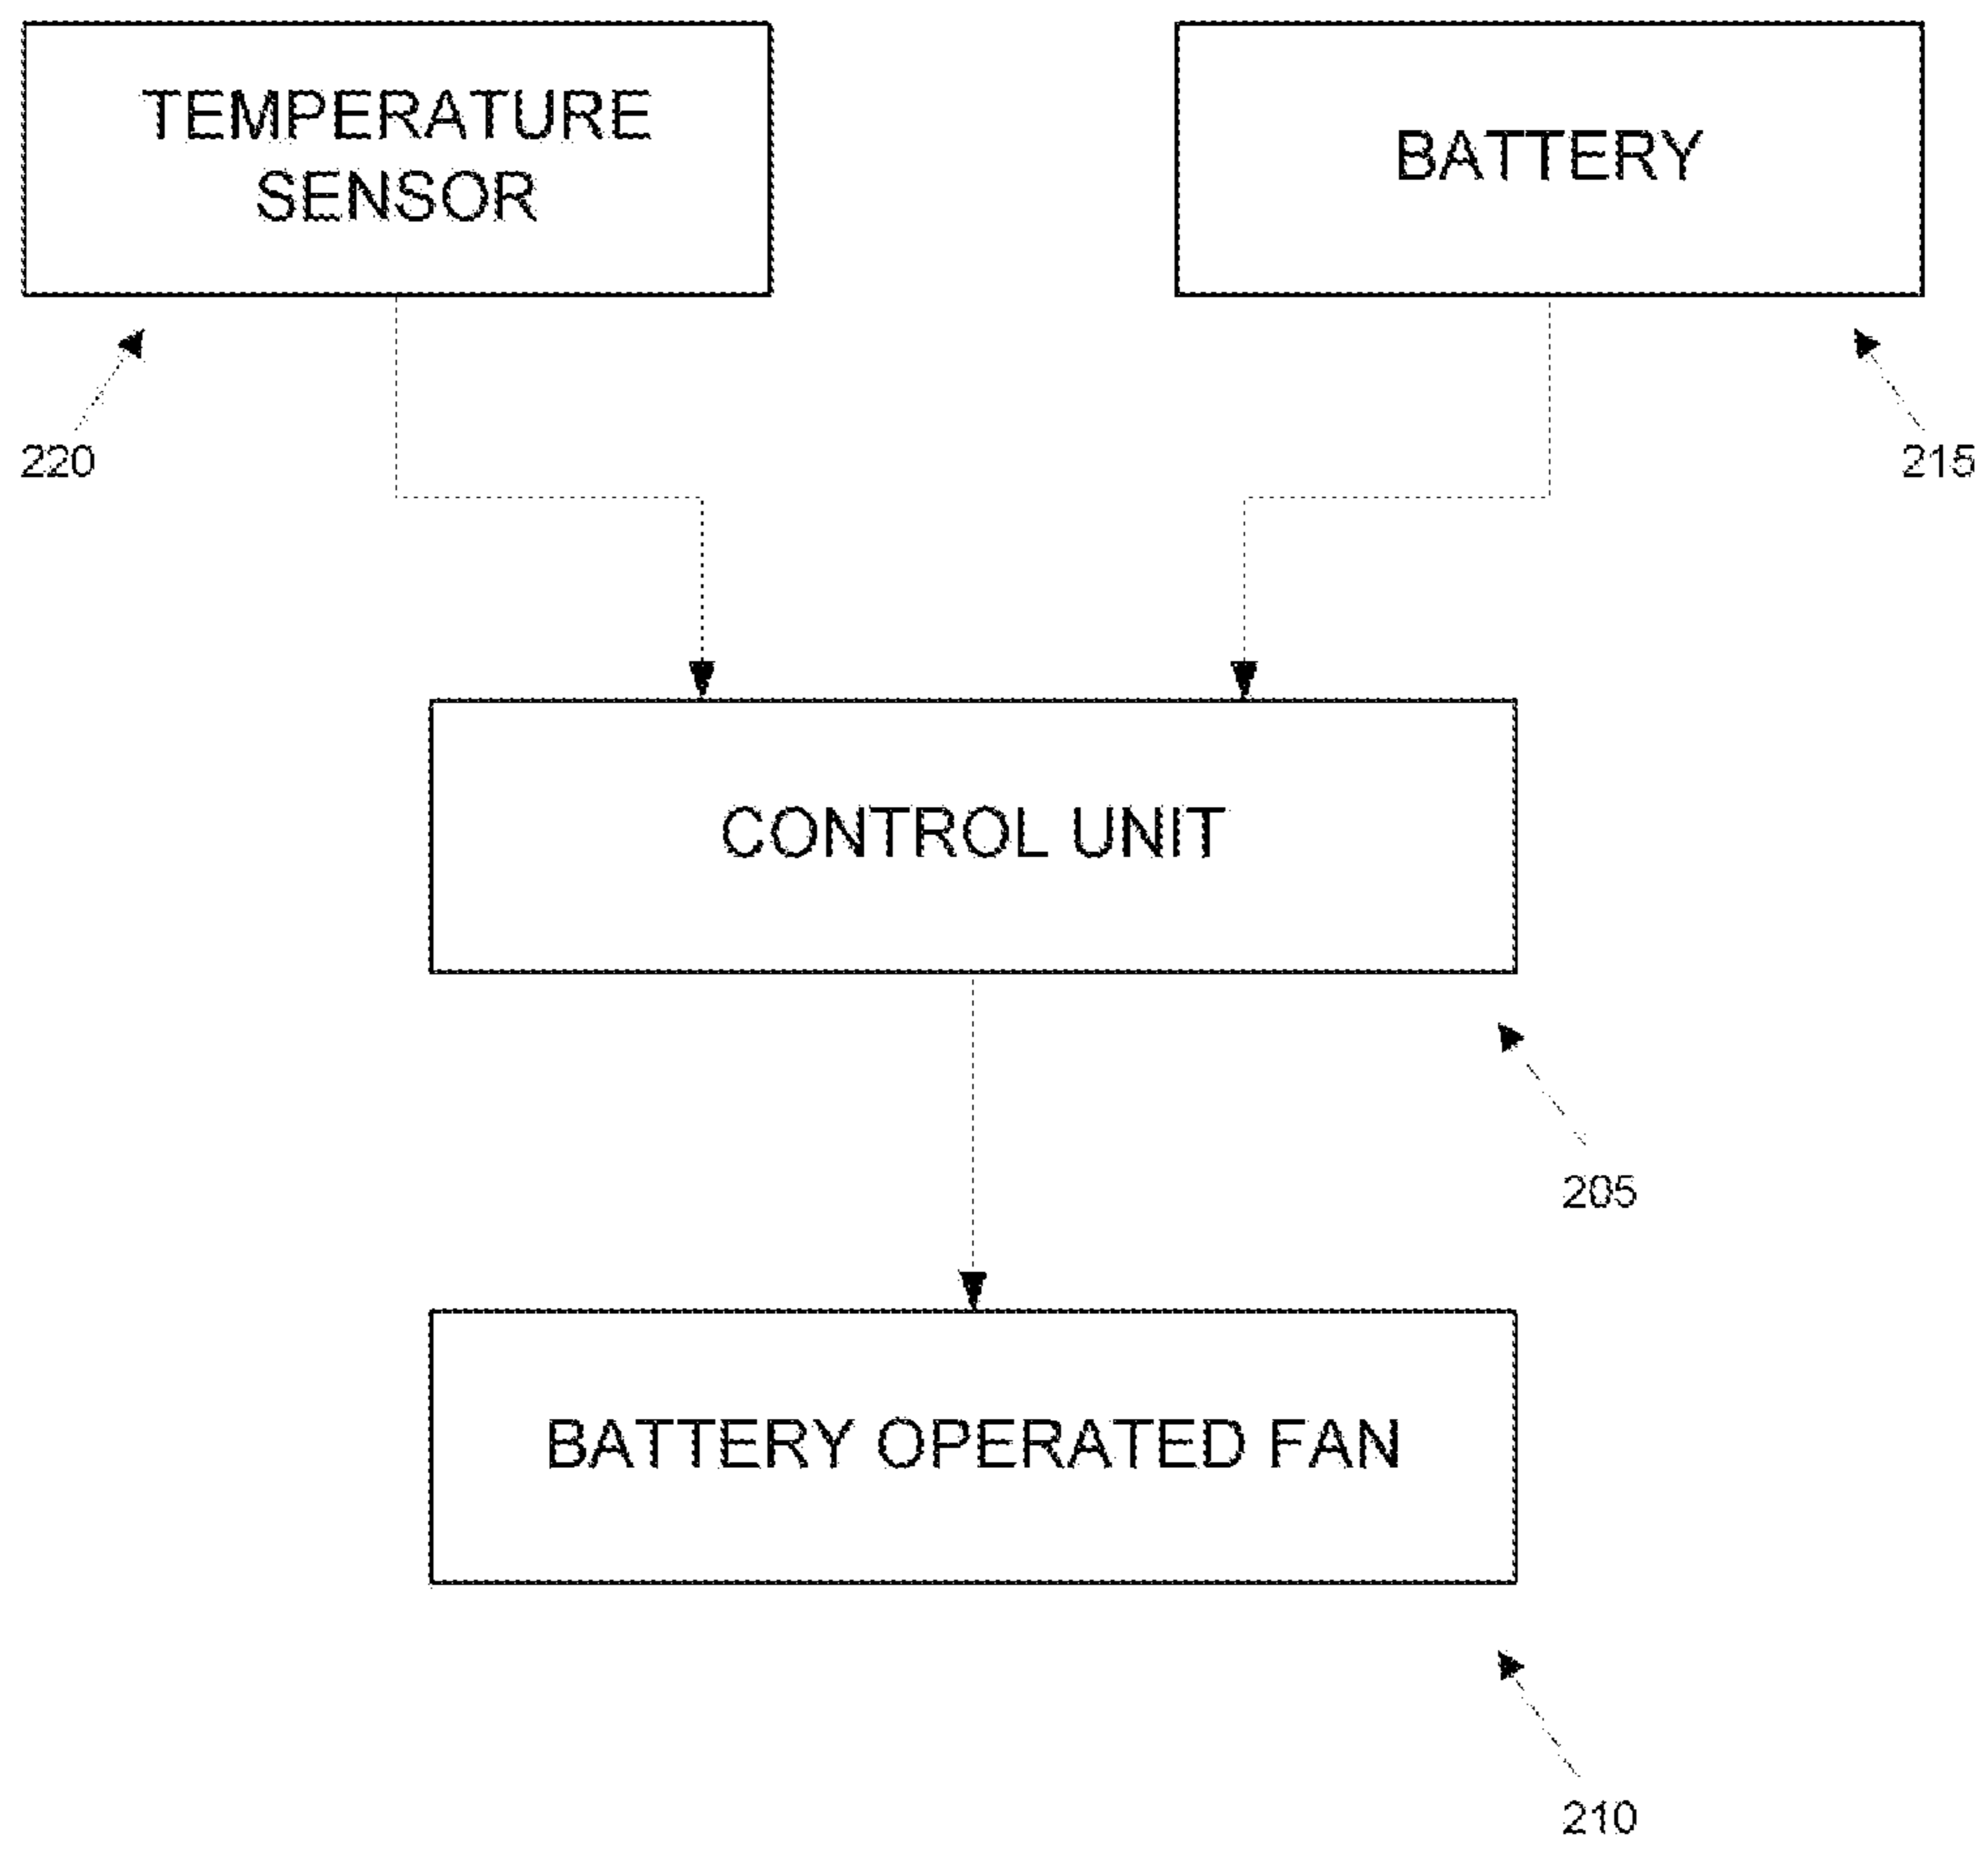 TEMPERATURE
SENSOR
BATTERY
220
215
CONTROL UNIT
205
BATTERY OPERATED FAN
210